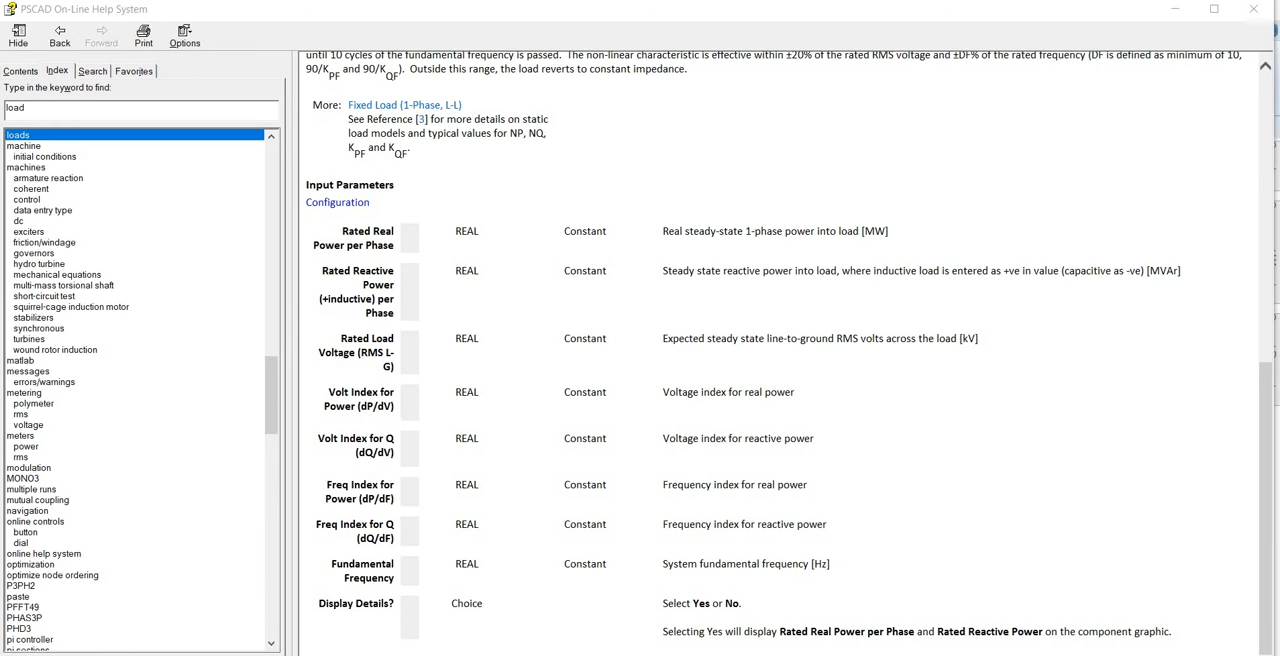 PSCAD On-Line Help System
Hide Back Forward Print Options
Contents Index Search Favorites
Type in the keyword to find:
load
loads
machine
initial conditions
machines
armature reaction
coherent
control
data entry type
dc
exciters
friction/windage
governors
hydro turbine
mechanical equations
multi-mass torsional shaft
short-circuit test
squirrel-cage induction motor
stabilizers
synchronous
turbines
wound rotor induction
matlab
messages
errors/warnings
metering
polymeter
rms
voltage
meters
power
rms
modulation
MONO3
multiple runs
mutual coupling
navigation
online controls
button
dial
online help system
optimization
optimize node ordering
P3PH2
paste
PFFT49
PHAS3P
PHD3
pi controller
pi sections
until 10 cycles of the fundamental frequency is passed. The non-linear characteristic is effective within ±20% of the rated RMS voltage and ±DF% of the rated frequency (DF is defined as minimum of 10,
90/KPF and 90/KQF). Outside this range, the load reverts to constant impedance.
More: Fixed Load (1-Phase, L-L)
See Reference [3] for more details on static
load models and typical values for NP, NQ,
KPF and KQF.
Input Parameters
Configuration
Rated Real REAL Constant Real steady-state 1-phase power into load [MW]
Power per Phase
Rated Reactive REAL Constant Steady state reactive power into load, where inductive load is entered as +ve in value (capacitive as -ve) [MVAr]
Power
(+inductive) per
Phase
Rated Load REAL Constant Expected steady state line-to-ground RMS volts across the load [kV]
Voltage (RMS L-
G)
Volt Index for REAL Constant Voltage index for real power
Power (dP/dV)
Volt Index for Q REAL Constant Voltage index for reactive power
(dQ/dV)
Freq Index for REAL Constant Frequency index for real power
Power (dP/dF)
Freq Index for Q REAL Constant Frequency index for reactive power
(dQ/dF)
Fundamental REAL Constant System fundamental frequency [Hz]
Frequency
Display Details? Choice Select Yes or No.
Selecting Yes will display Rated Real Power per Phase and Rated Reactive Power on the component graphic.